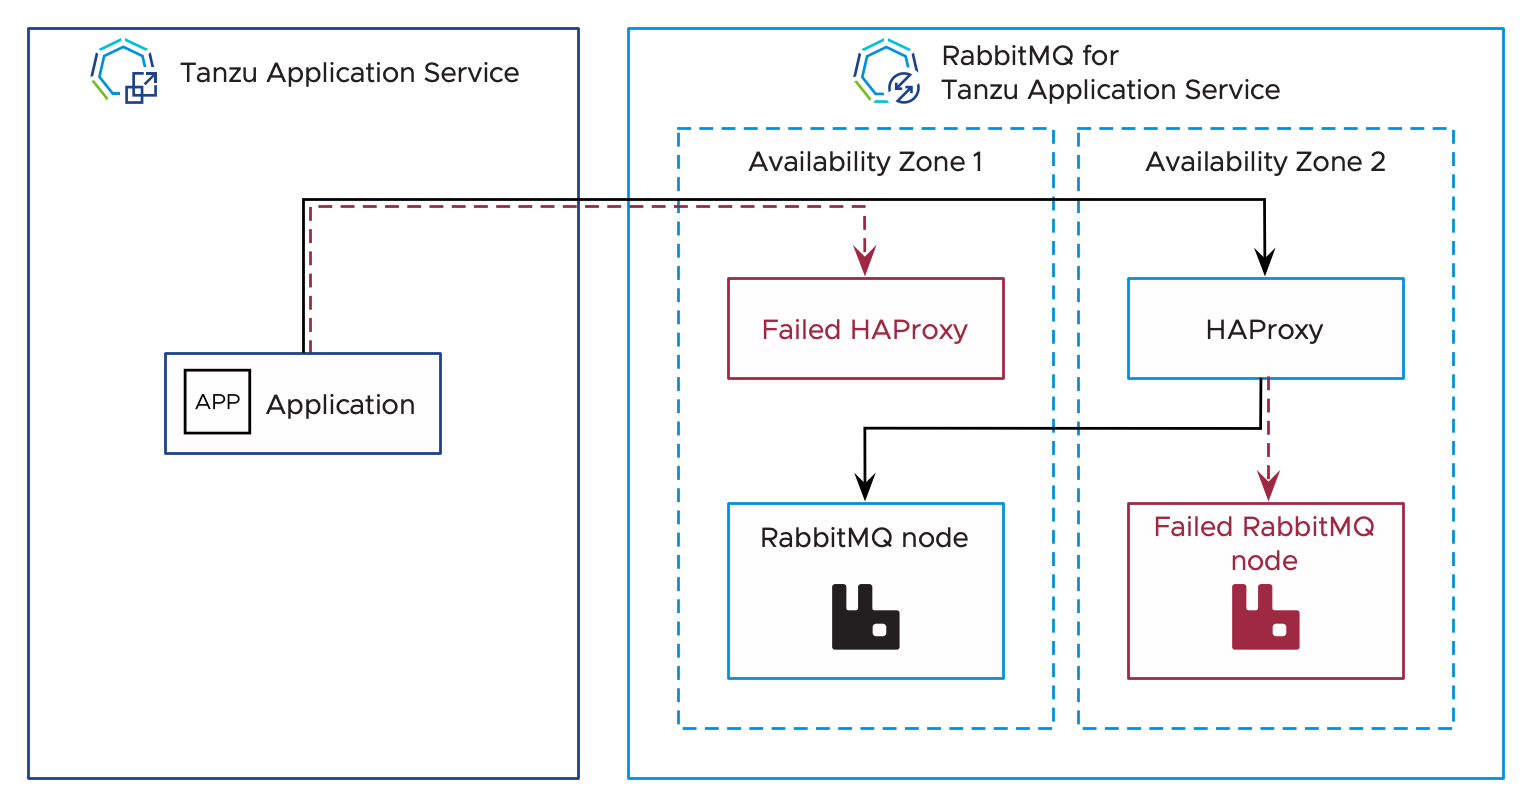 Tanzu Application Service
RabbitMQ for
Tanzu Application Service
Availability Zone 1
Availability Zone 2
Failed HAProxy
HAProxy
APP
Application
RabbitMQ node
Failed RabbitMQ
node